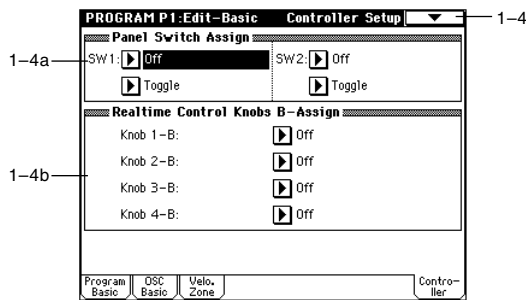 PROGRAM P1:Edit-Basic Controller Setup
1-4
Panel Switch Assign
1-4a
SW1: Off SW2: Off
Toggle Toggle
Realtime Control Knobs B-Assign
Knob 1-B: Off
Knob 2-B: Off
1-4b
Knob 3-B: Off
Knob 4-B: Off
Program Basic OSC Basic Velo. Zone Contro-ller